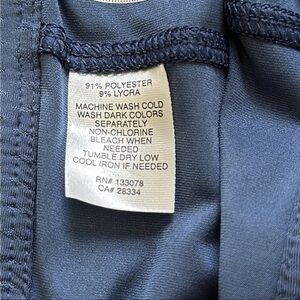 91% POLYESTER
9% LYCRA
MACHINE WASH COLD
WASH DARK COLORS
SEPARATELY
NON-CHLORINE
BLEACH WHEN
NEEDED
TUMBLE DRY LOW
COOL IRON IF NEEDED
RN# 133078
CA# 28334